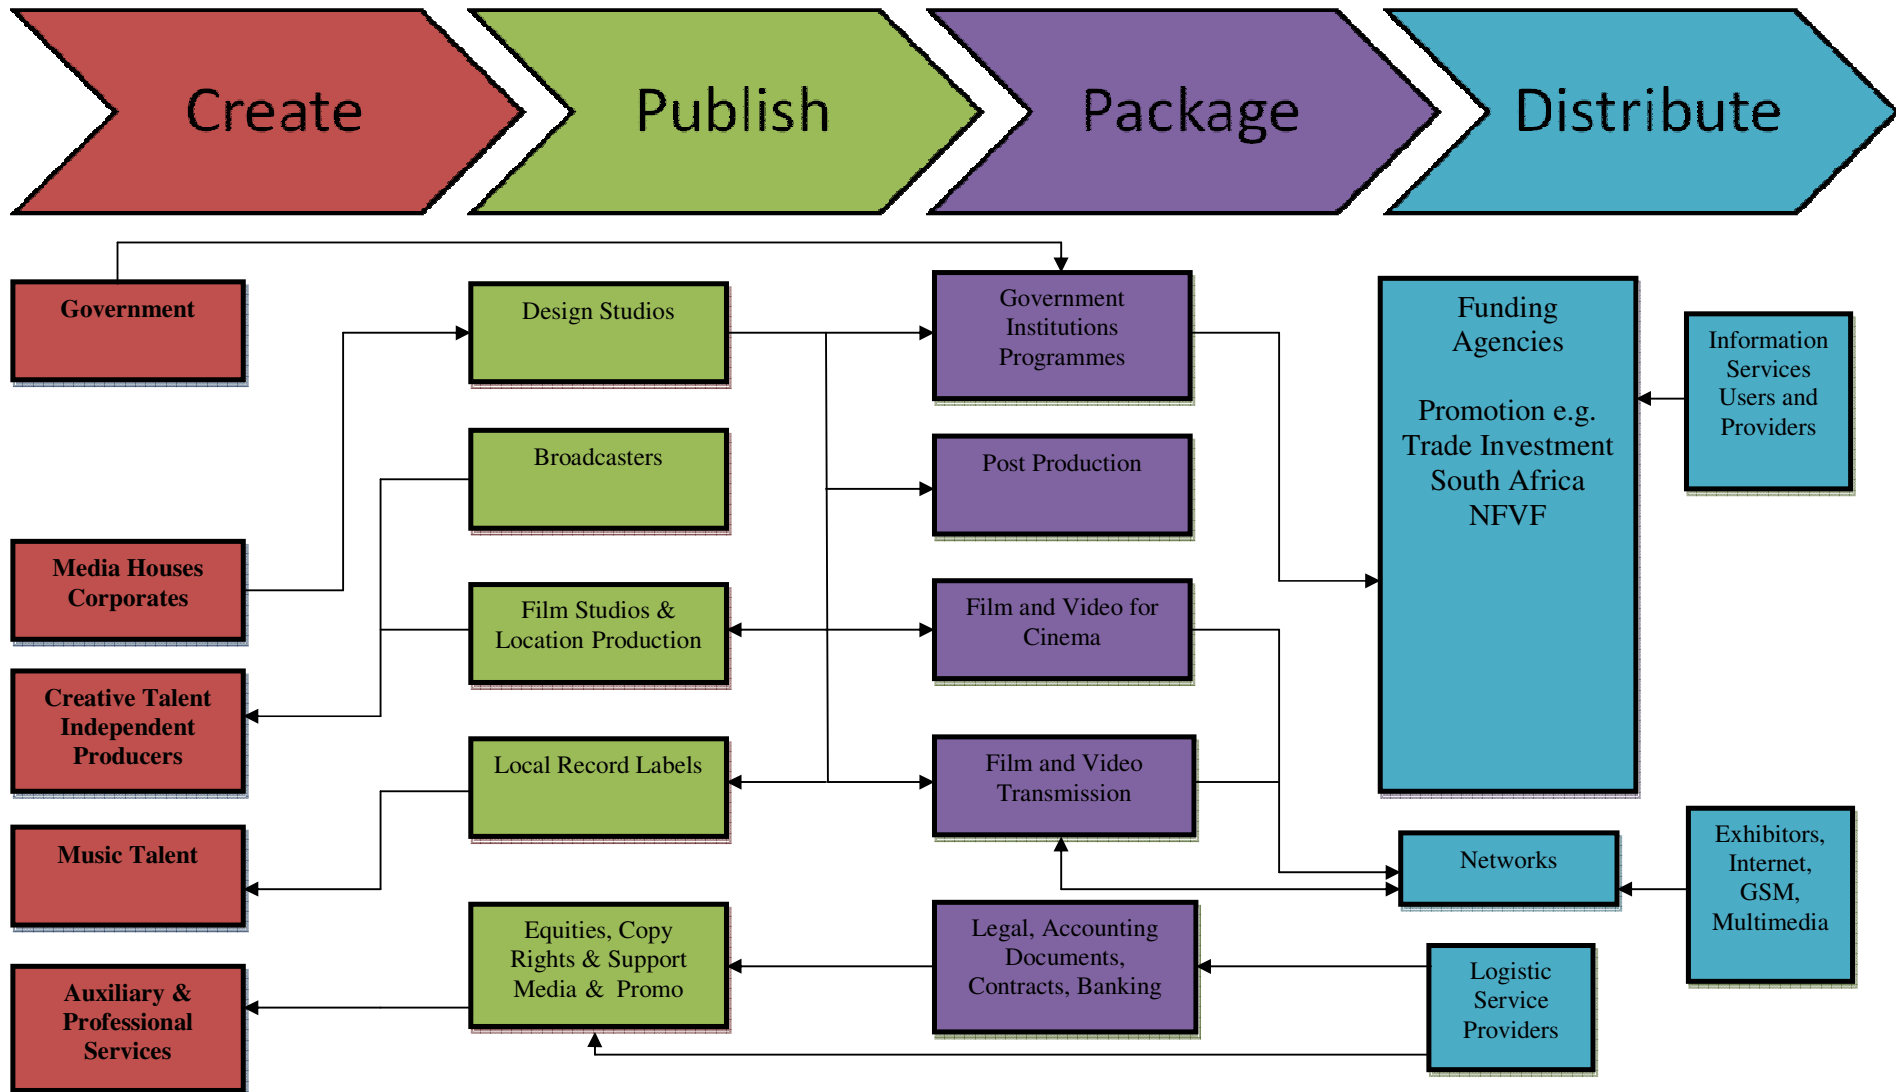 Create
Publish
Package
Distribute
Government
Media Houses
Corporates
Creative Talent
Independent
Producers
Music Talent
Auxiliary &
Professional
Services
Design Studios
Broadcasters
Film Studios &
Location Production
Local Record Labels
Equities, Copy
Rights & Support
Media & Promo
Government
Institutions
Programmes
Post Production
Film and Video for
Cinema
Film and Video
Transmission
Legal, Accounting
Documents,
Contracts, Banking
Funding
Agencies
Promotion e.g.
Trade Investment
South Africa
NFVF
Networks
Logistic
Service
Providers
Information
Services
Users and
Providers
Exhibitors,
Internet,
GSM,
Multimedia